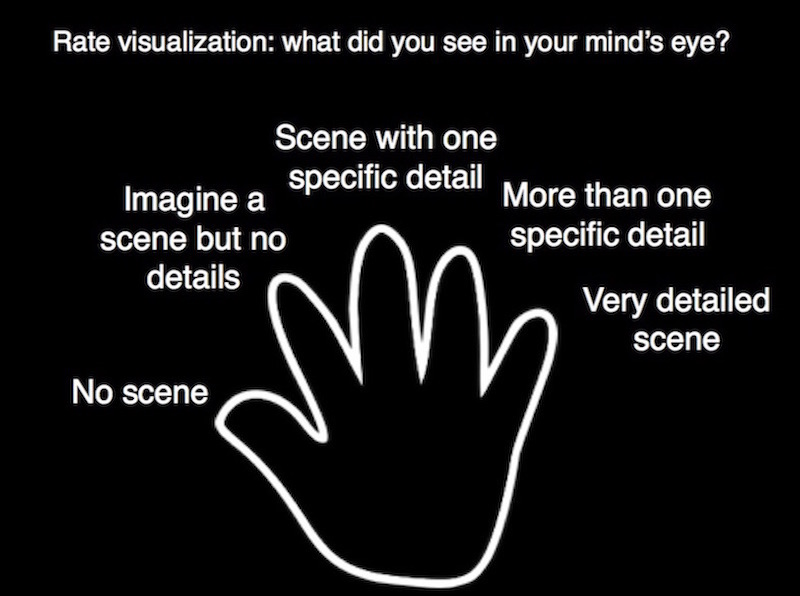 Rate visualization: what did you see in your mind’s eye?
No scene
Imagine a
scene but no
details
Scene with one
specific detail
More than one
specific detail
Very detailed
scene